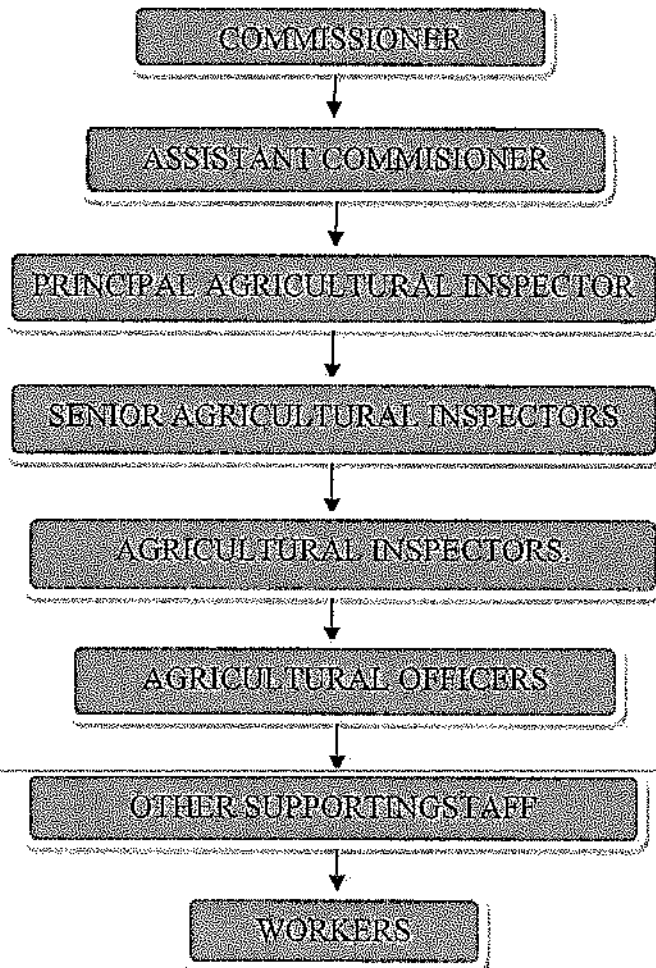 COMMISSIONER
ASSISTANT COMMISIONER
PRINCIPAL AGRICULTURAL INSPECTOR
SENIOR AGRICULTURAL INSPECTORS
AGRICULTURAL INSPECTORS.
AGRICULTURAL OFFICERS
OTHER SUPPORTINGSTAFF
WORKERS